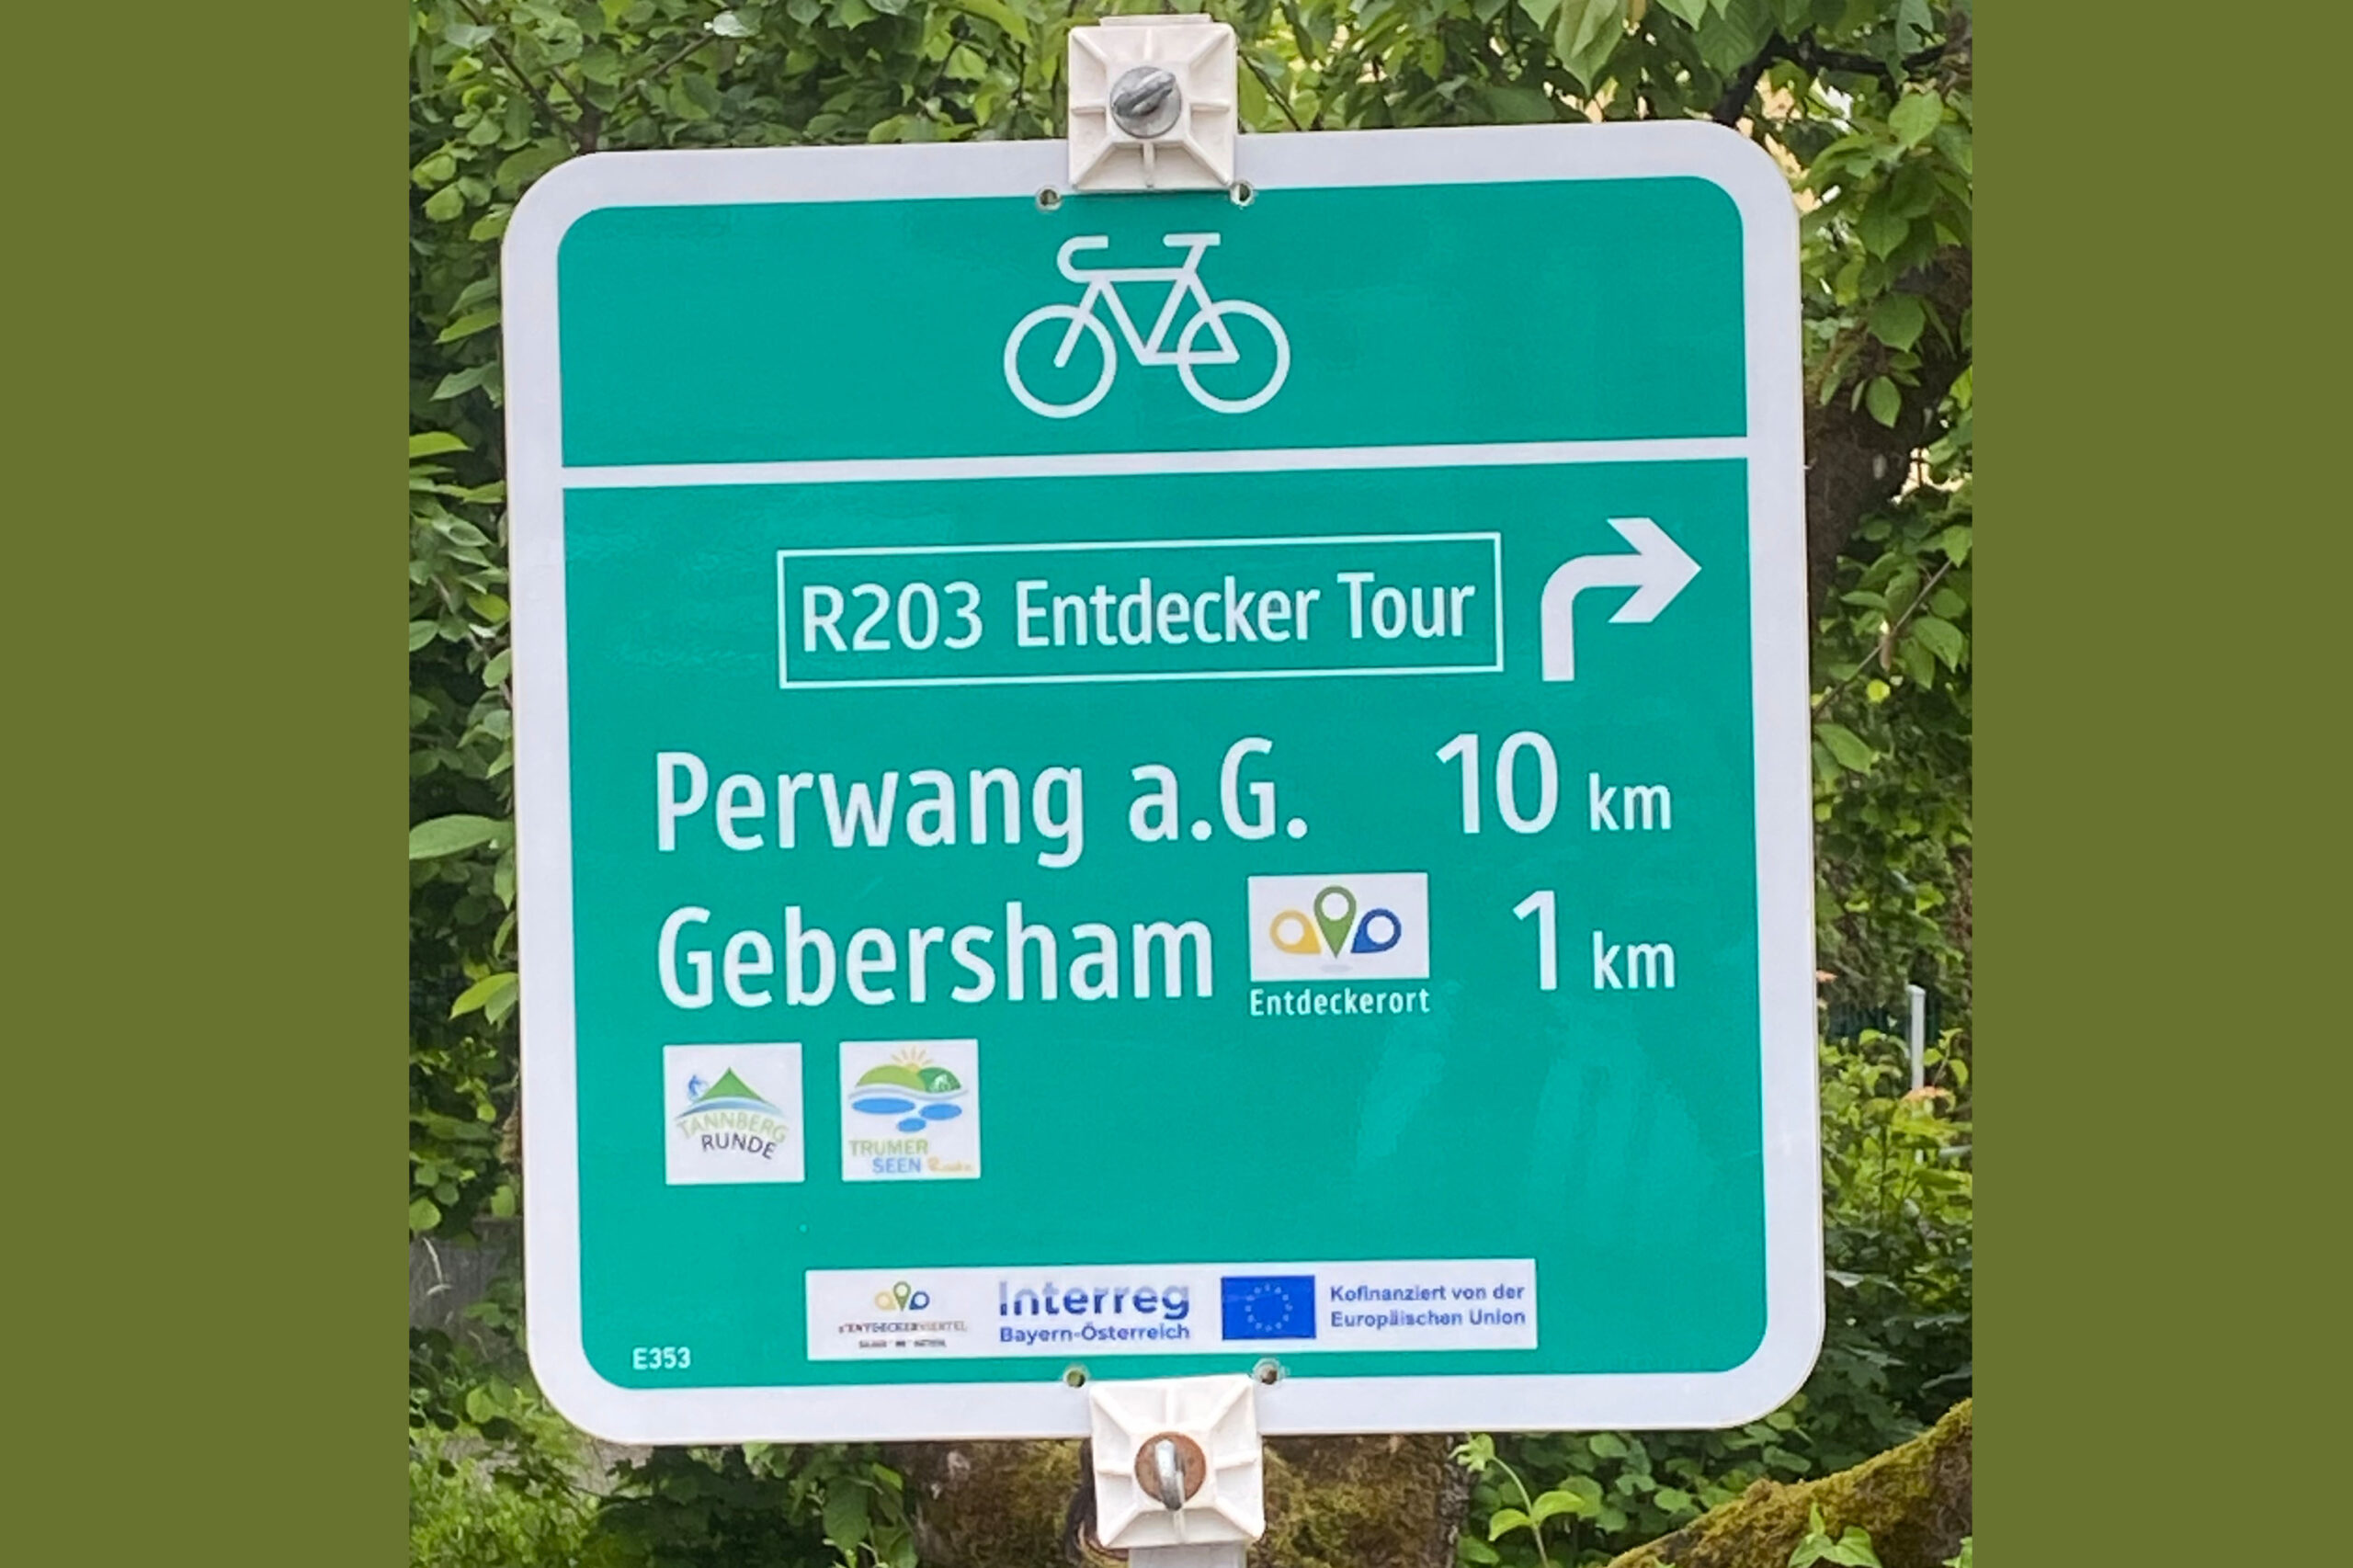 R203 Entdecker Tour
Perwang a.G. 10 km
Gebersham 1 km
Entdeckerort
TANNBERG
RUNDE
TRUMER
SEEN
Interreg
Bayern-Österreich
Kofinanziert von der
Europäischen Union
E353